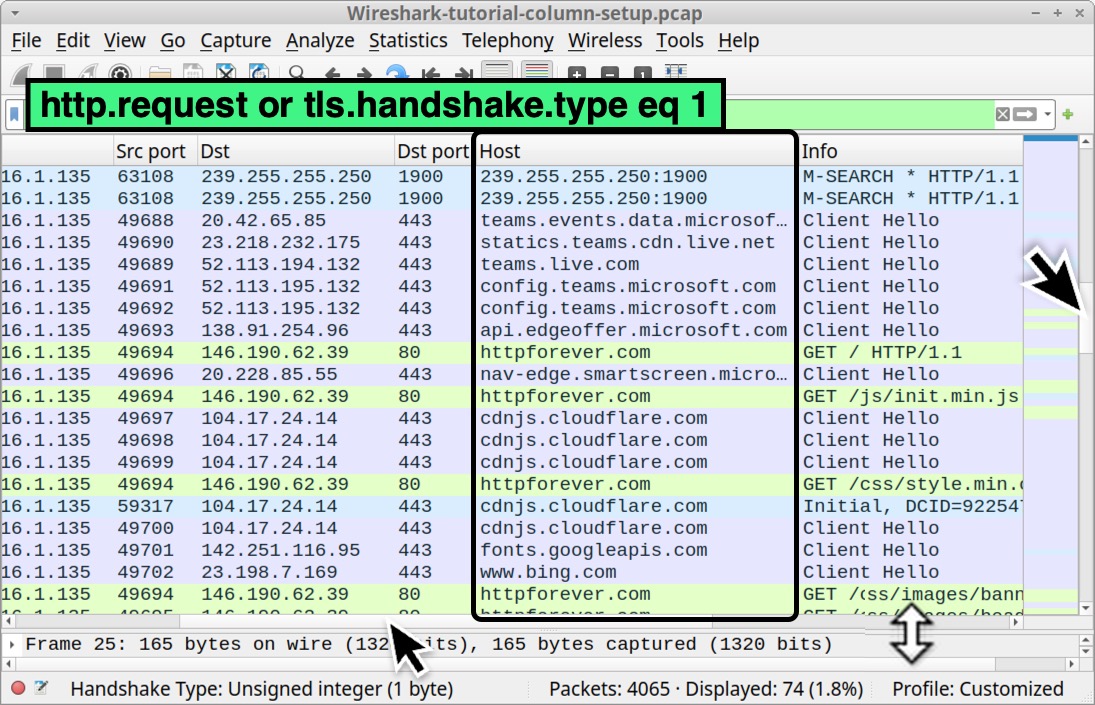 Wireshark-tutorial-column-setup.pcap
File Edit View Go Capture Analyze Statistics Telephony Wireless Tools Help
http.request or tls.handshake.type eq 1
Src port Dst Dst port Host Info
16.1.135 63108 239.255.255.250 1900 239.255.255.250:1900 M-SEARCH * HTTP/1.1
16.1.135 63108 239.255.255.250 1900 239.255.255.250:1900 M-SEARCH * HTTP/1.1
16.1.135 49688 20.42.65.85 443 teams.events.data.microsof… Client Hello
16.1.135 49690 23.218.232.175 443 statics.teams.cdn.live.net Client Hello
16.1.135 49689 52.113.194.132 443 teams.live.com Client Hello
16.1.135 49691 52.113.195.132 443 config.teams.microsoft.com Client Hello
16.1.135 49692 52.113.195.132 443 config.teams.microsoft.com Client Hello
16.1.135 49693 138.91.254.96 443 api.edgeoffer.microsoft.com Client Hello
16.1.135 49694 146.190.62.39 80 httpforever.com GET / HTTP/1.1
16.1.135 49696 20.228.85.55 443 nav-edge.smartscreen.micro… Client Hello
16.1.135 49694 146.190.62.39 80 httpforever.com GET /js/init.min.js
16.1.135 49697 104.17.24.14 443 cdnjs.cloudflare.com Client Hello
16.1.135 49698 104.17.24.14 443 cdnjs.cloudflare.com Client Hello
16.1.135 49699 104.17.24.14 443 cdnjs.cloudflare.com Client Hello
16.1.135 49694 146.190.62.39 80 httpforever.com GET /css/style.min.c
16.1.135 59317 104.17.24.14 443 cdnjs.cloudflare.com Initial, DCID=922547
16.1.135 49700 104.17.24.14 443 cdnjs.cloudflare.com Client Hello
16.1.135 49701 142.251.116.95 443 fonts.googleapis.com Client Hello
16.1.135 49702 23.198.7.169 443 www.bing.com Client Hello
16.1.135 49694 146.190.62.39 80 httpforever.com GET /css/images/bann
Frame 25: 165 bytes on wire (1320 bits), 165 bytes captured (1320 bits)
Handshake Type: Unsigned integer (1 byte) Packets: 4065 · Displayed: 74 (1.8%) Profile: Customized